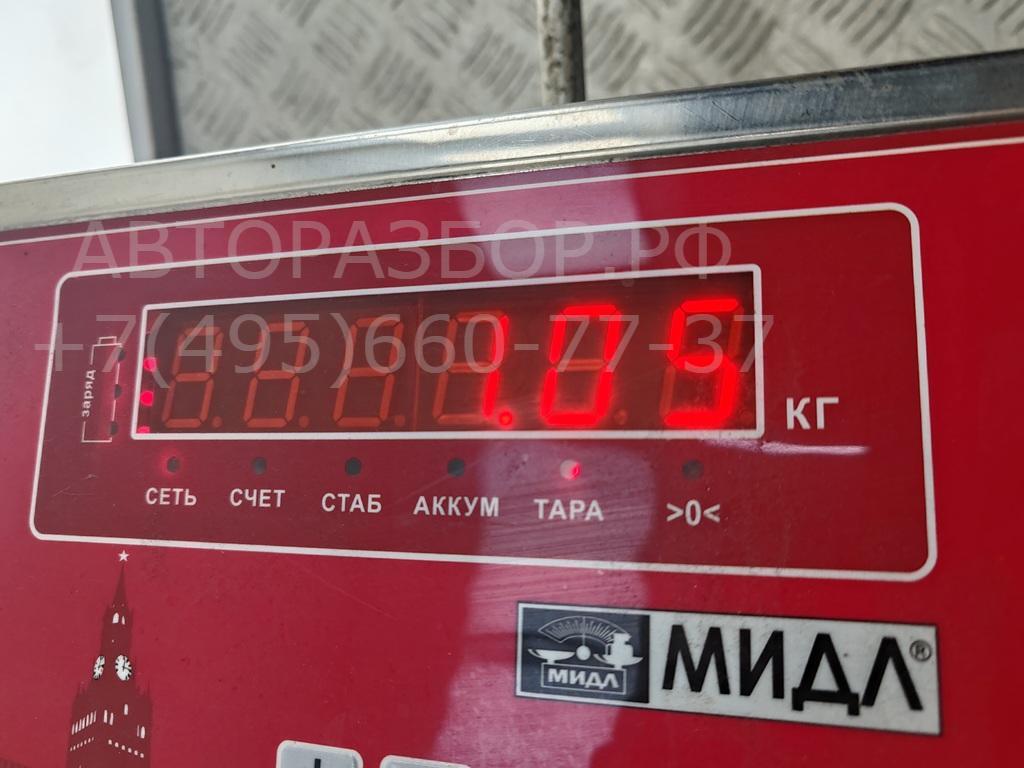 АВТОРАЗБОР.РФ
+7(495)660-77-37
заряд
1.05
КГ
СЕТЬ СЧЕТ СТАБ АККУМ ТАРА >0<
МИДЛ МИДЛ®